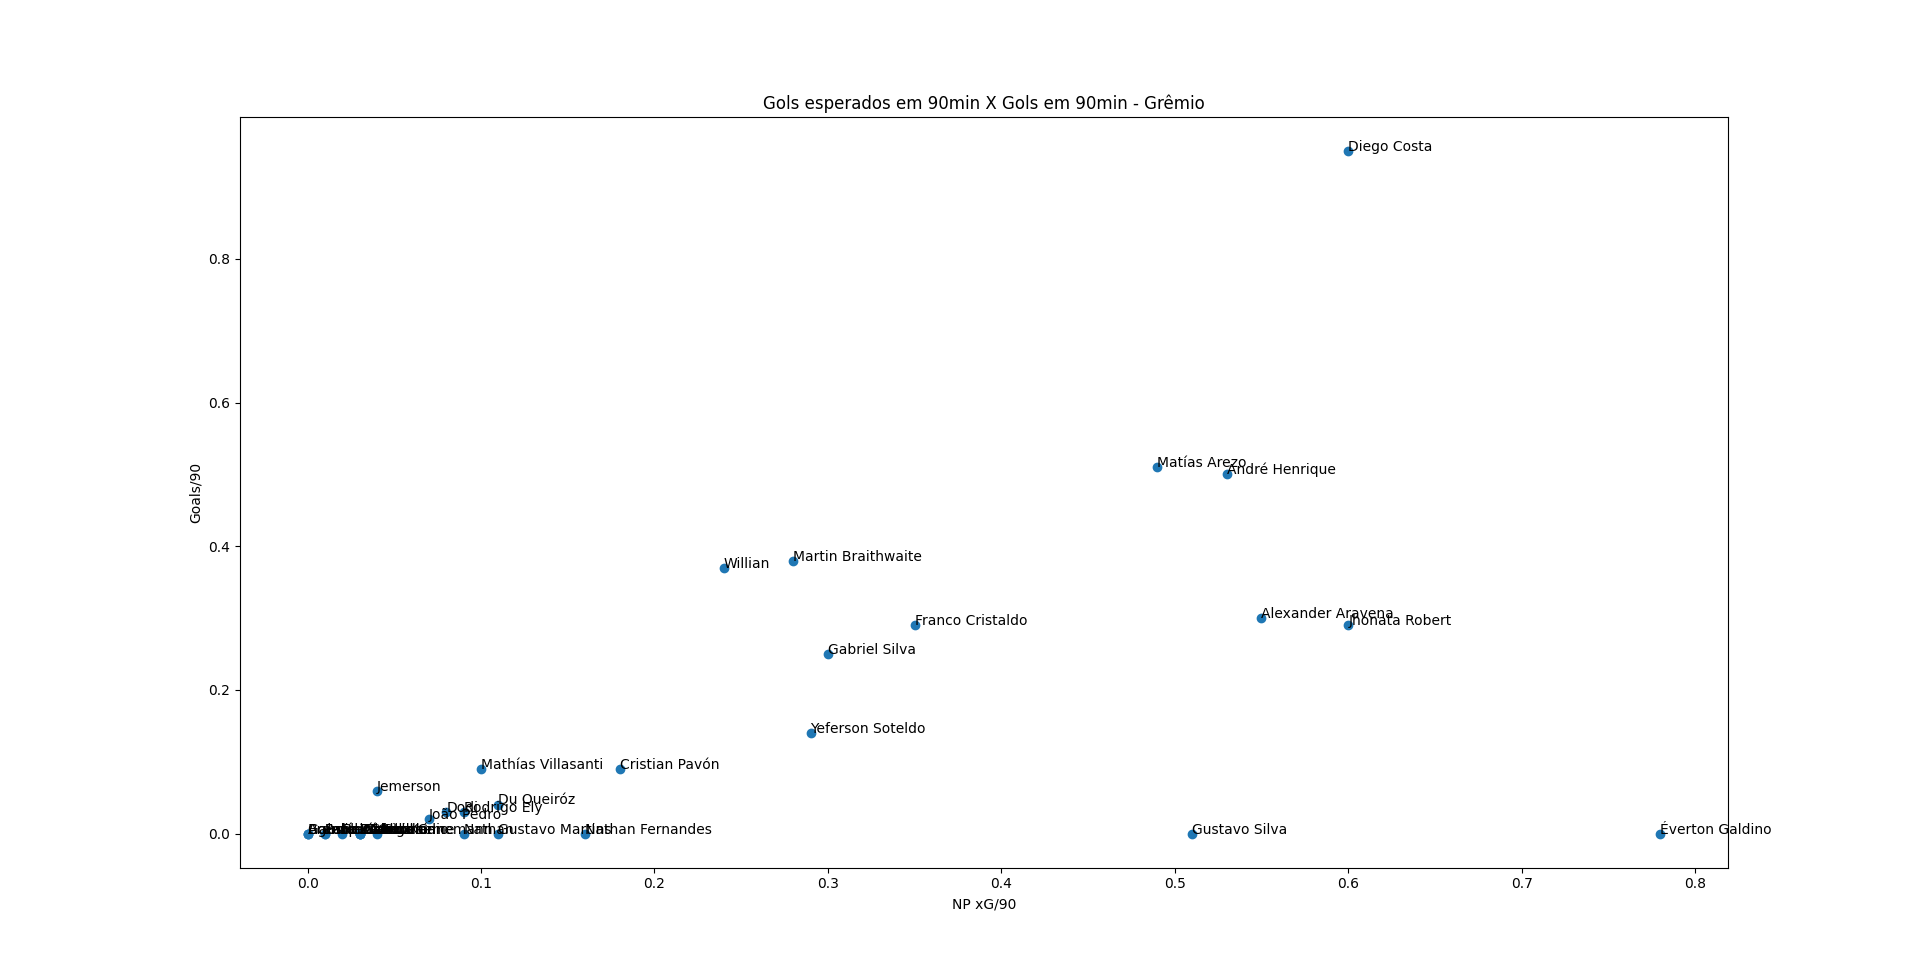 Gols esperados em 90min X Gols em 90min - Grêmio
Diego Costa
0.8
0.6
Matías Arezo
André Henrique
Goals/90
0.4
Willian
Martin Braithwaite
Alexander Aravena
Jhonata Robert
Franco Cristaldo
Gabriel Silva
0.2
Yeferson Soteldo
Mathías Villasanti
Cristian Pavón
Jemerson
Du Queiróz
Dodi
Rodrigo Ely
João Pedro
0.0
Nathan
Gustavo Martins
Nathan Fernandes
Gustavo Silva
Éverton Galdino
0.0
0.1
0.2
0.3
0.4
0.5
0.6
0.7
0.8
NP xG/90